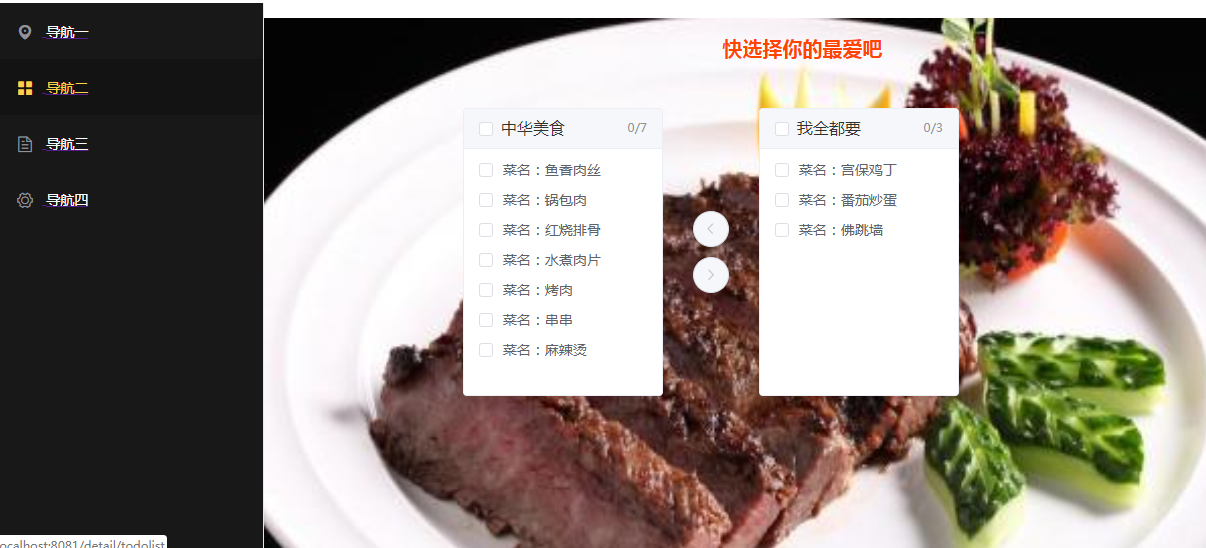 导航一
导航二
导航三
导航四
快选择你的最爱吧
中华美食 0/7
菜名：鱼香肉丝
菜名：锅包肉
菜名：红烧排骨
菜名：水煮肉片
菜名：烤肉
菜名：串串
菜名：麻辣烫
我全都要 0/3
菜名：宫保鸡丁
菜名：番茄炒蛋
菜名：佛跳墙
ocalhost:8081/detail/todolist